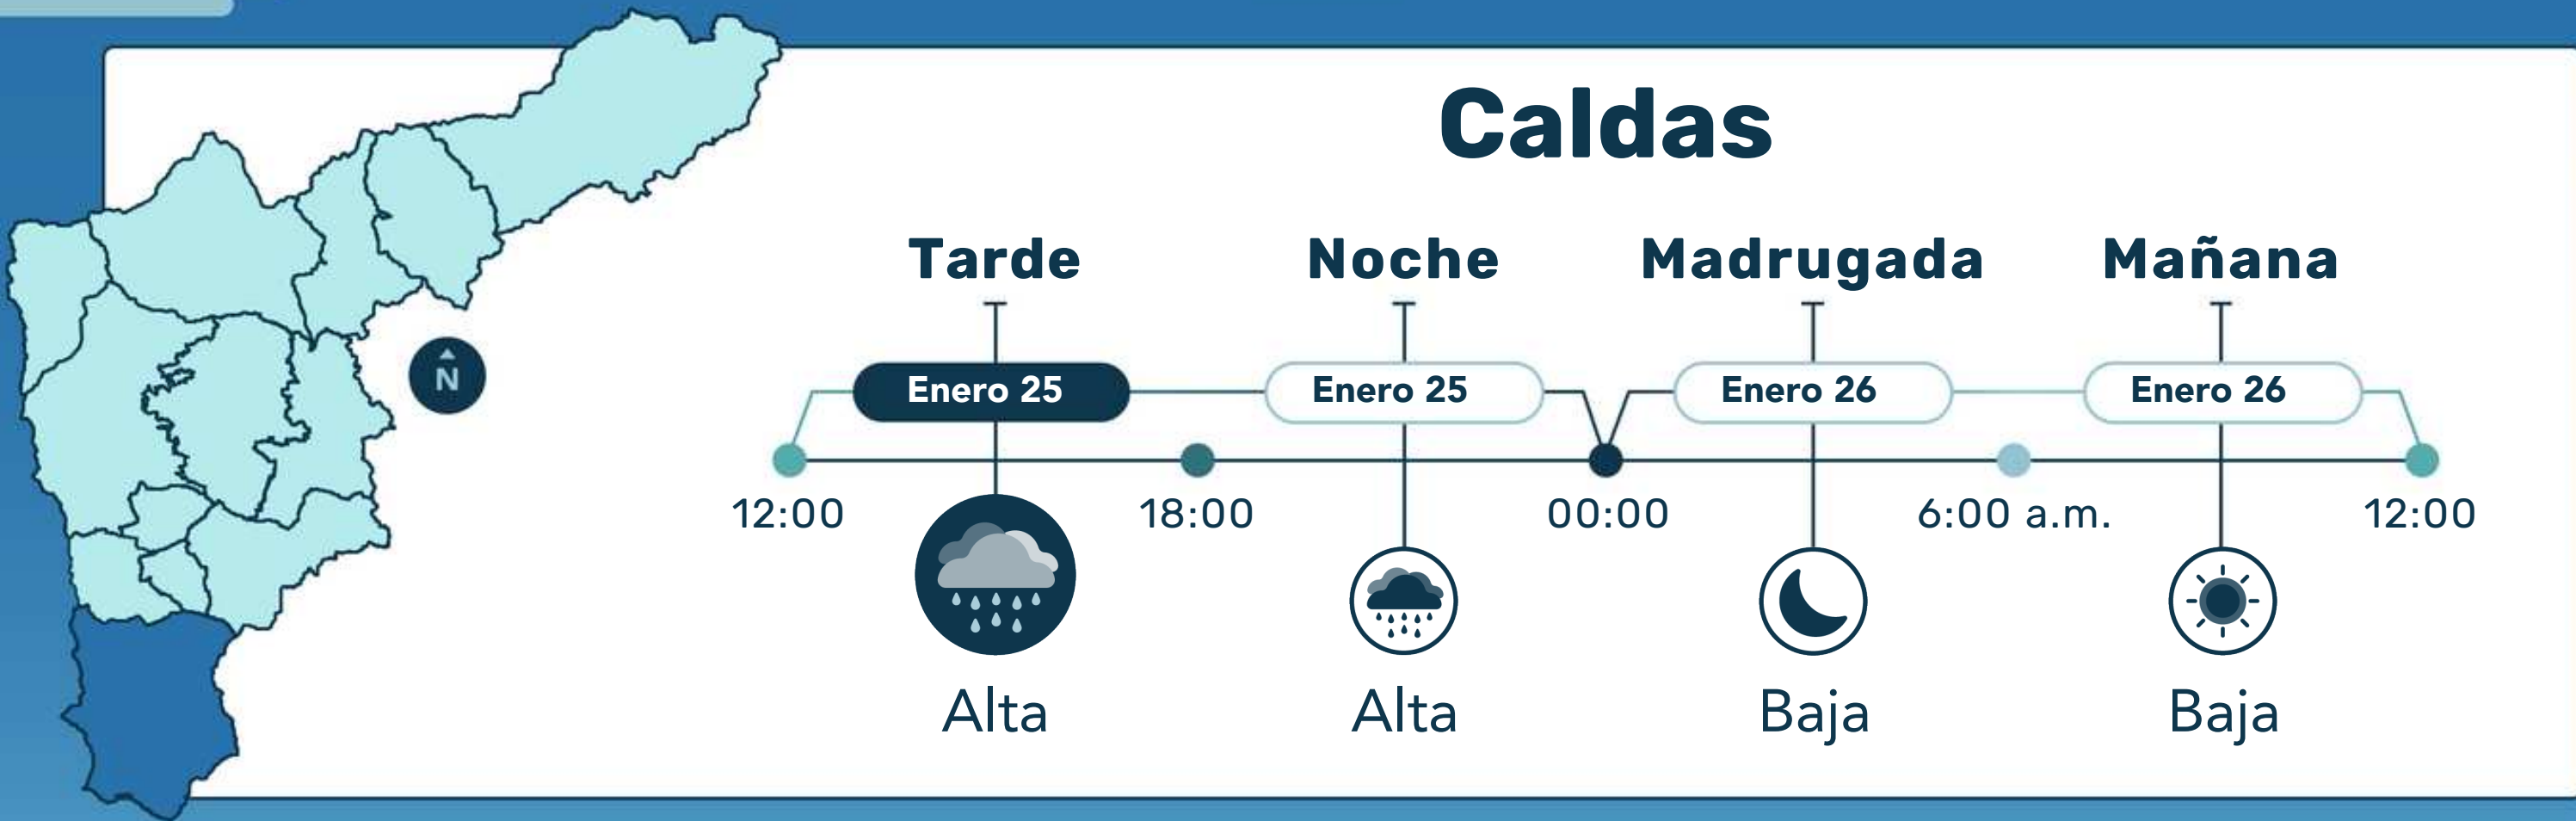 Caldas
Tarde
Noche
Madrugada
Mañana
Enero 25
Enero 25
Enero 26
Enero 26
N
12:00
18:00
00:00
6:00 a.m.
12:00
Alta
Alta
Baja
Baja